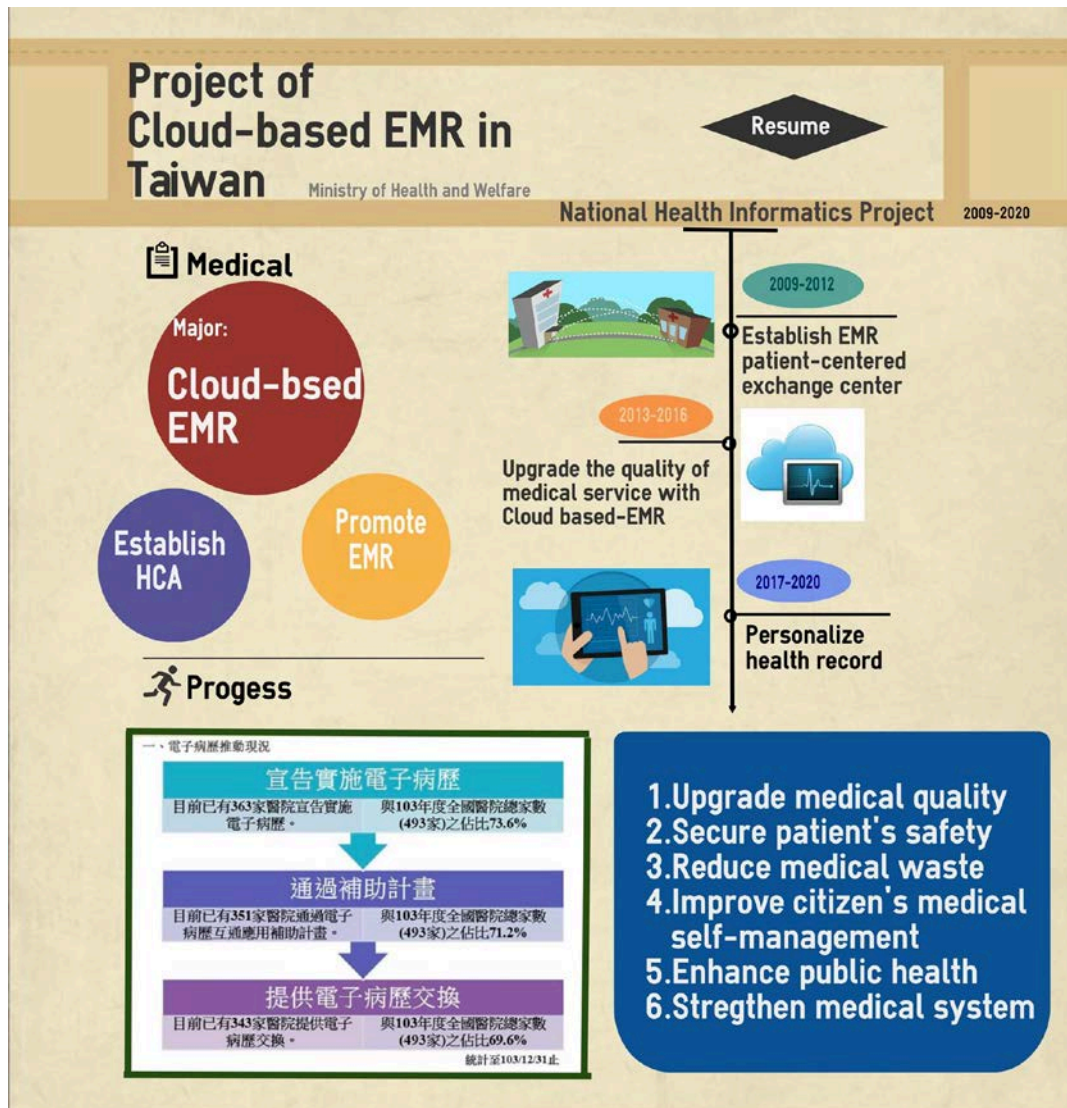 Project of
Cloud-based EMR in
Taiwan
Ministry of Health and Welfare
Resume
National Health Informatics Project 2009-2020
Medical
Major:
Cloud-bsed
EMR
Establish
HCA
Promote
EMR
2009-2012
Establish EMR
patient-centered
exchange center
2013-2016
Upgrade the quality of
medical service with
Cloud based-EMR
2017-2020
Personalize
health record
Progess
一、電子病歷推動現況
宣告實施電子病歷
目前已有363家醫院宣告實施
電子病歷。
與103年度全國醫院總家數
(493家)之佔比73.6%
通過補助計畫
目前已有351家醫院通過電子
病歷互通應用補助計畫。
與103年度全國醫院總家數
(493家)之佔比71.2%
提供電子病歷交換
目前已有343家醫院提供電子
病歷交換。
與103年度全國醫院總家數
(493家)之佔比69.6%
統計至103/12/31止
1.Upgrade medical quality
2.Secure patient's safety
3.Reduce medical waste
4.Improve citizen's medical
self-management
5.Enhance public health
6.Stregthen medical system